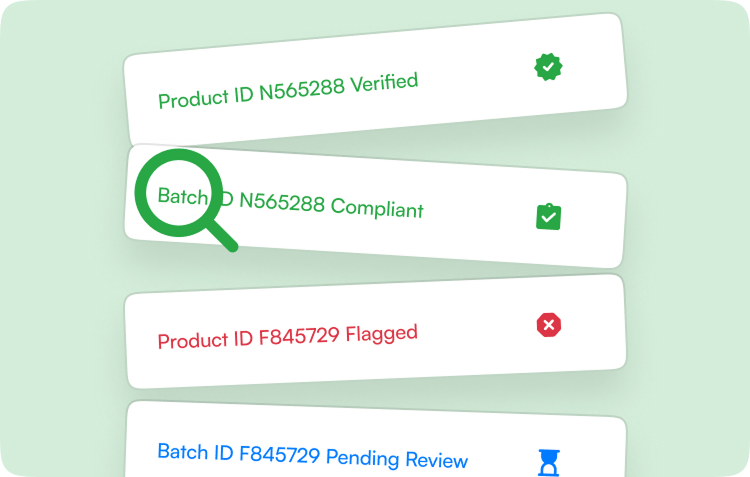 Product ID N565288 Verified
Batch ID N565288 Compliant
Product ID F845729 Flagged
Batch ID F845729 Pending Review